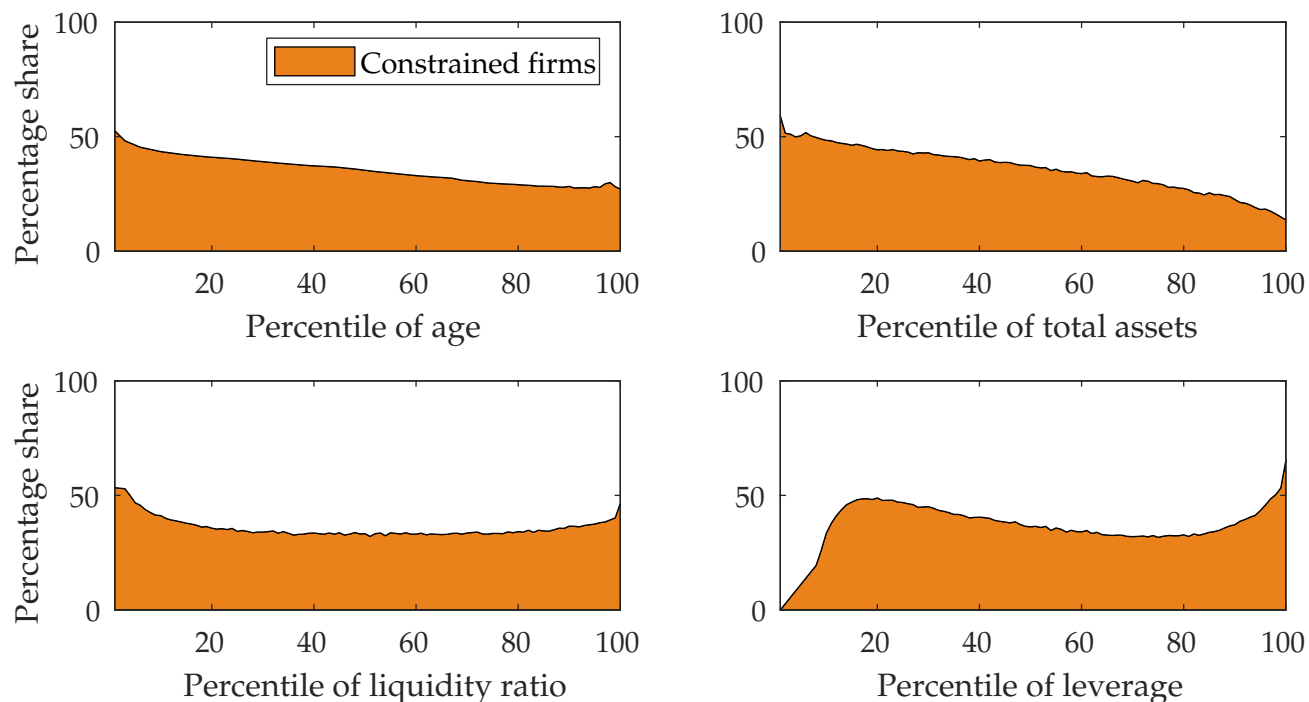 Percentage share
100
50
0
Constrained firms
20 40 60 80 100
Percentile of age
100
50
0
20 40 60 80 100
Percentile of total assets
Percentage share
100
50
0
20 40 60 80 100
Percentile of liquidity ratio
100
50
0
20 40 60 80 100
Percentile of leverage